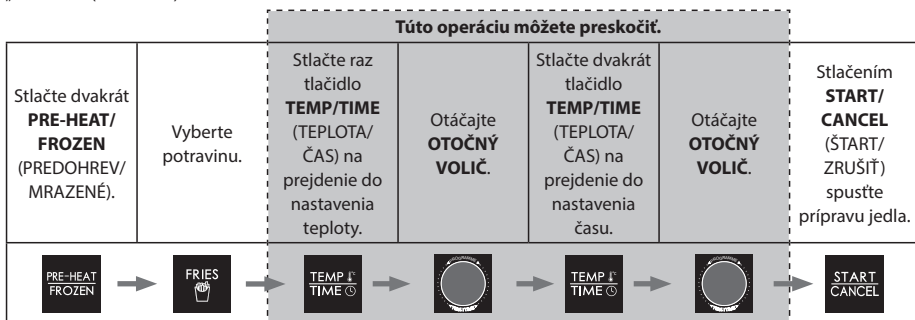 Túto operáciu môžete preskočiť.
Stlačte dvakrát
PRE-HEAT/
FROZEN
(PREDOHREV/
MRAZENÉ).
Vyberte
potravinu.
Stlačte raz
tlačidlo
TEMP/TIME
(TEPLOTA/
ČAS) na
prejdenie do
nastavenia
teploty.
Otáčajte
OTOČNÝ
VOLIČ.
Stlačte dvakrát
tlačidlo
TEMP/TIME
(TEPLOTA/
ČAS) na
prejdenie do
nastavenia
času.
Otáčajte
OTOČNÝ
VOLIČ.
Stlačením
START/
CANCEL
(ŠTART/
ZRUŠIŤ)
spusťte
prípravu jedla.
PRE-HEAT
FROZEN
FRIES
TEMP
TIME
TEMP
TIME
START
CANCEL